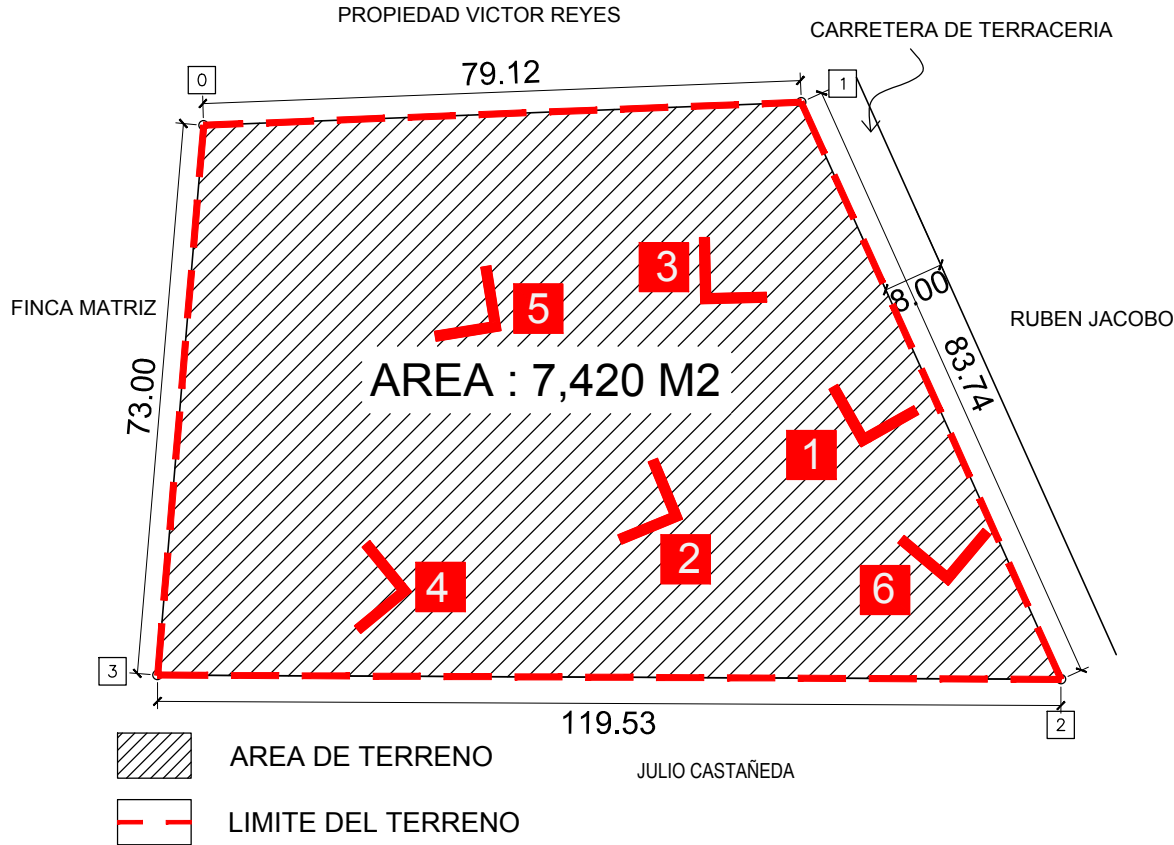 PROPIEDAD VICTOR REYES
CARRETERA DE TERRACERIA
0
79.12
1
3
5
8.00
FINCA MATRIZ
RUBEN JACOBO
83.74
73.00
AREA : 7,420 M2
1
2
4
6
3
119.53
2
AREA DE TERRENO
JULIO CASTAÑEDA
LIMITE DEL TERRENO